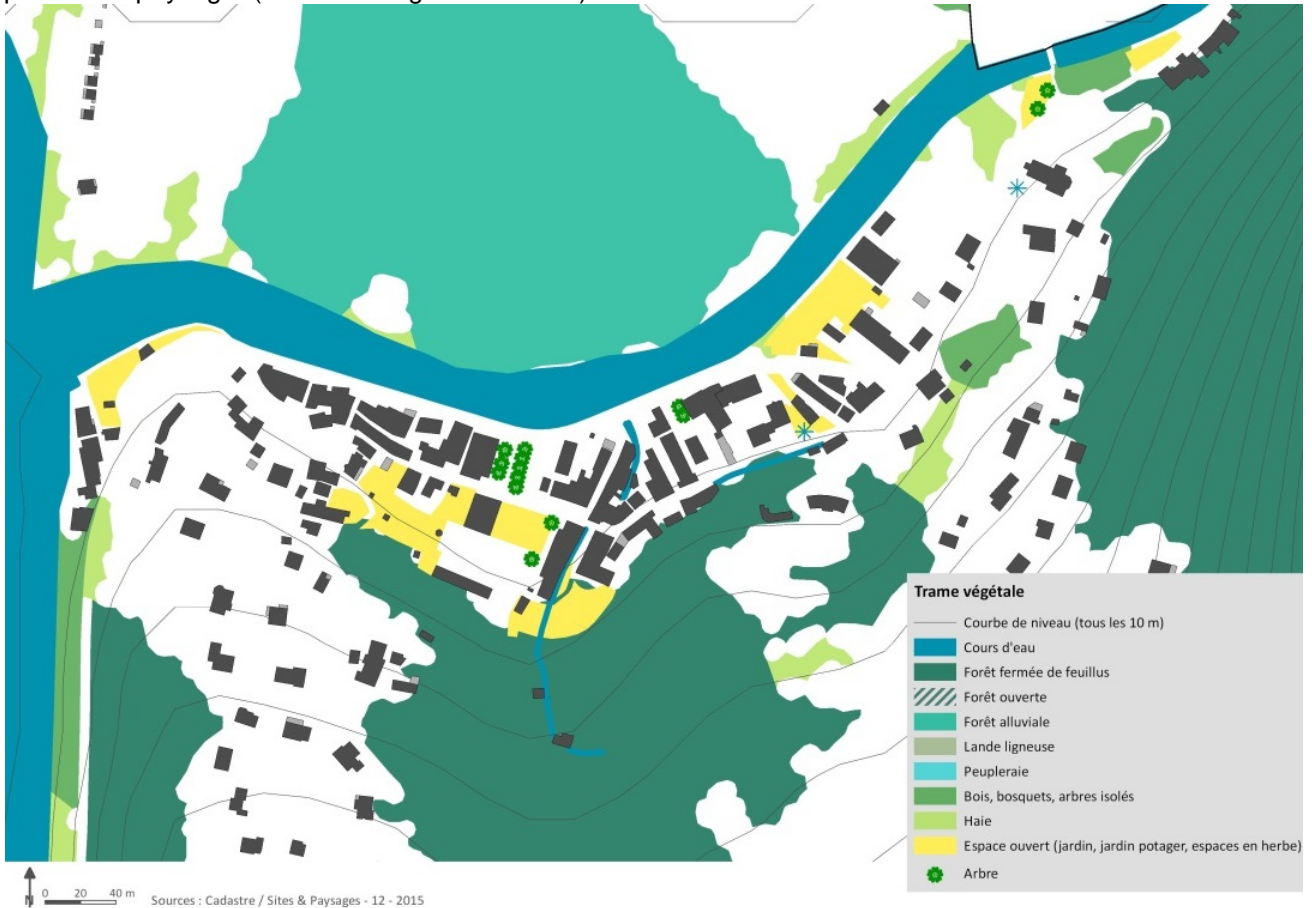 Trame végétale
Courbe de niveau (tous les 10 m)
Cours d'eau
Forêt fermée de feuillus
Forêt ouverte
Forêt alluviale
Lande ligneuse
Peupleraie
Bois, bosquets, arbres isolés
Haie
Espace ouvert (jardin, jardin potager, espaces en herbe)
Arbre
N 0 20 40 m Sources : Cadastre / Sites & Paysages - 12 - 2015